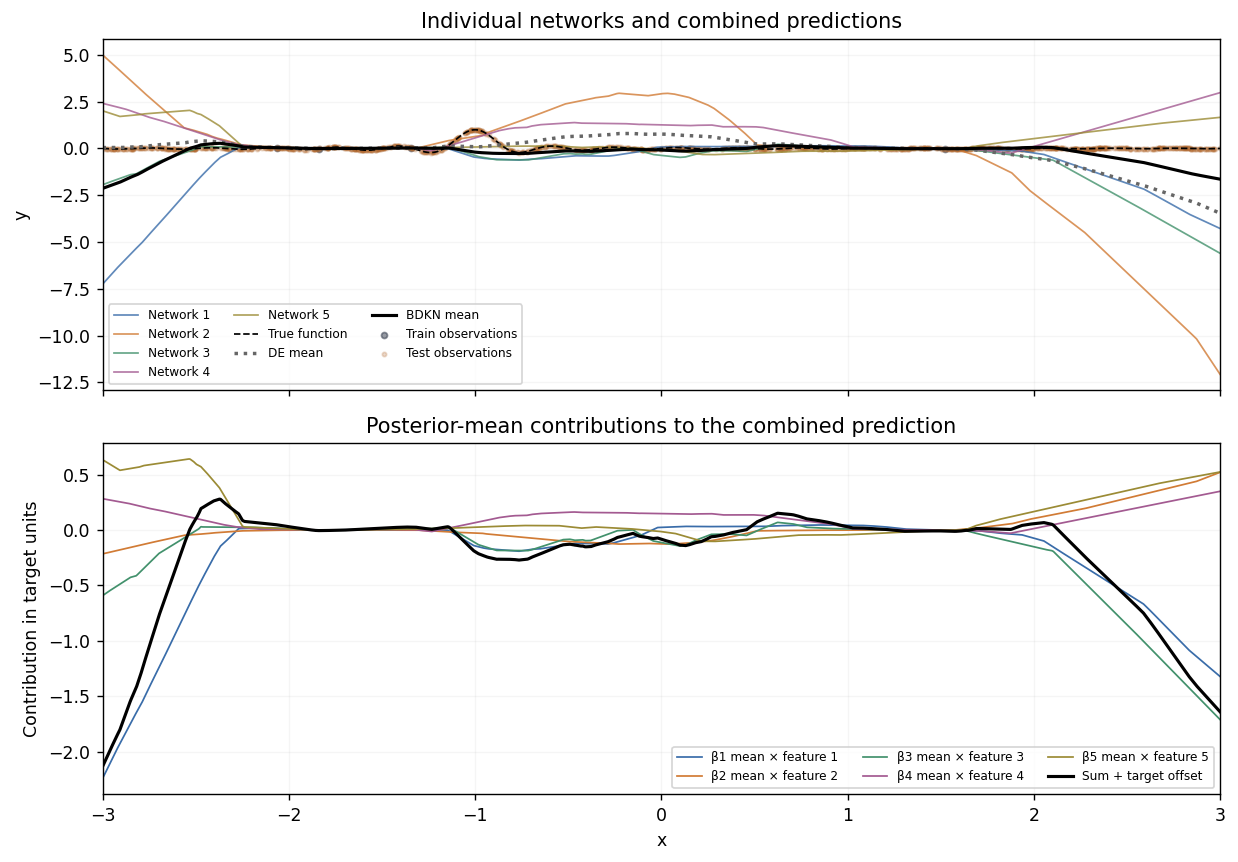 Individual networks and combined predictions
5.0
2.5
0.0
−2.5
−5.0
−7.5
−10.0
−12.5
y
Network 1
Network 2
Network 3
Network 4
Network 5
True function
DE mean
BDKN mean
Train observations
Test observations
Posterior-mean contributions to the combined prediction
0.5
0.0
−0.5
−1.0
−1.5
−2.0
Contribution in target units
β1 mean × feature 1
β2 mean × feature 2
β3 mean × feature 3
β4 mean × feature 4
β5 mean × feature 5
Sum + target offset
−3
−2
−1
0
1
2
3
x